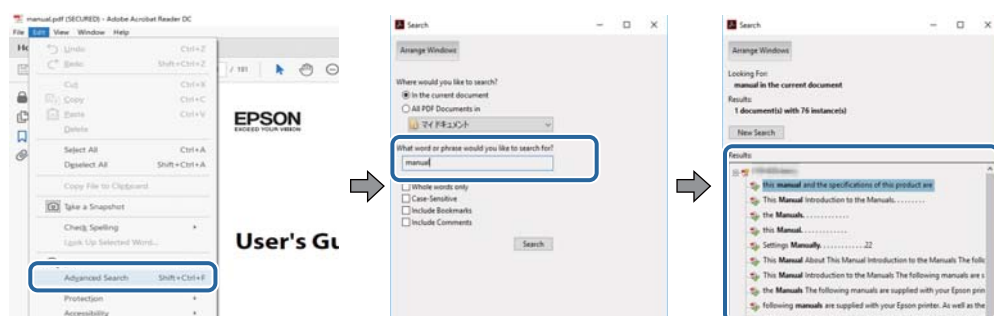 manual.pdf (SECURED) - Adobe Acrobat Reader DC
File Edit View Window Help
Undo Ctrl+Z
Redo Shift+Ctrl+Z
Cut Ctrl+X
Copy Ctrl+C
Paste Ctrl+V
Delete
Select All Ctrl+A
Deselect All Shift+Ctrl+A
Copy File to Clipboard
Take a Snapshot
Check Spelling
Look Up Selected Word...
Advanced Search Shift+Ctrl+F
Protection
Accessibility
/ 191
EPSON
EXCEED YOUR VISION
User's Gu
Search
Arrange Windows
Where would you like to search?
In the current document
All PDF Documents in
マイ ドキュメント
What word or phrase would you like to search for?
manual
Whole words only
Case-Sensitive
Include Bookmarks
Include Comments
Search
Search
Arrange Windows
Looking For:
manual in the current document
Results:
1 document(s) with 76 instance(s)
New Search
Results:
this manual and the specifications of this product are
This Manual Introduction to the Manuals. . . . . . . . .
the Manuals. . . . . . . . . . . . .
this Manual. . . . . . . . . . . . .
Settings Manually. . . . . . . . . . . . 22
This Manual About This Manual Introduction to the Manuals The follo
This Manual Introduction to the Manuals The following manuals are s
the Manuals The following manuals are supplied with your Epson prin
following manuals are supplied with your Epson printer. As well as the